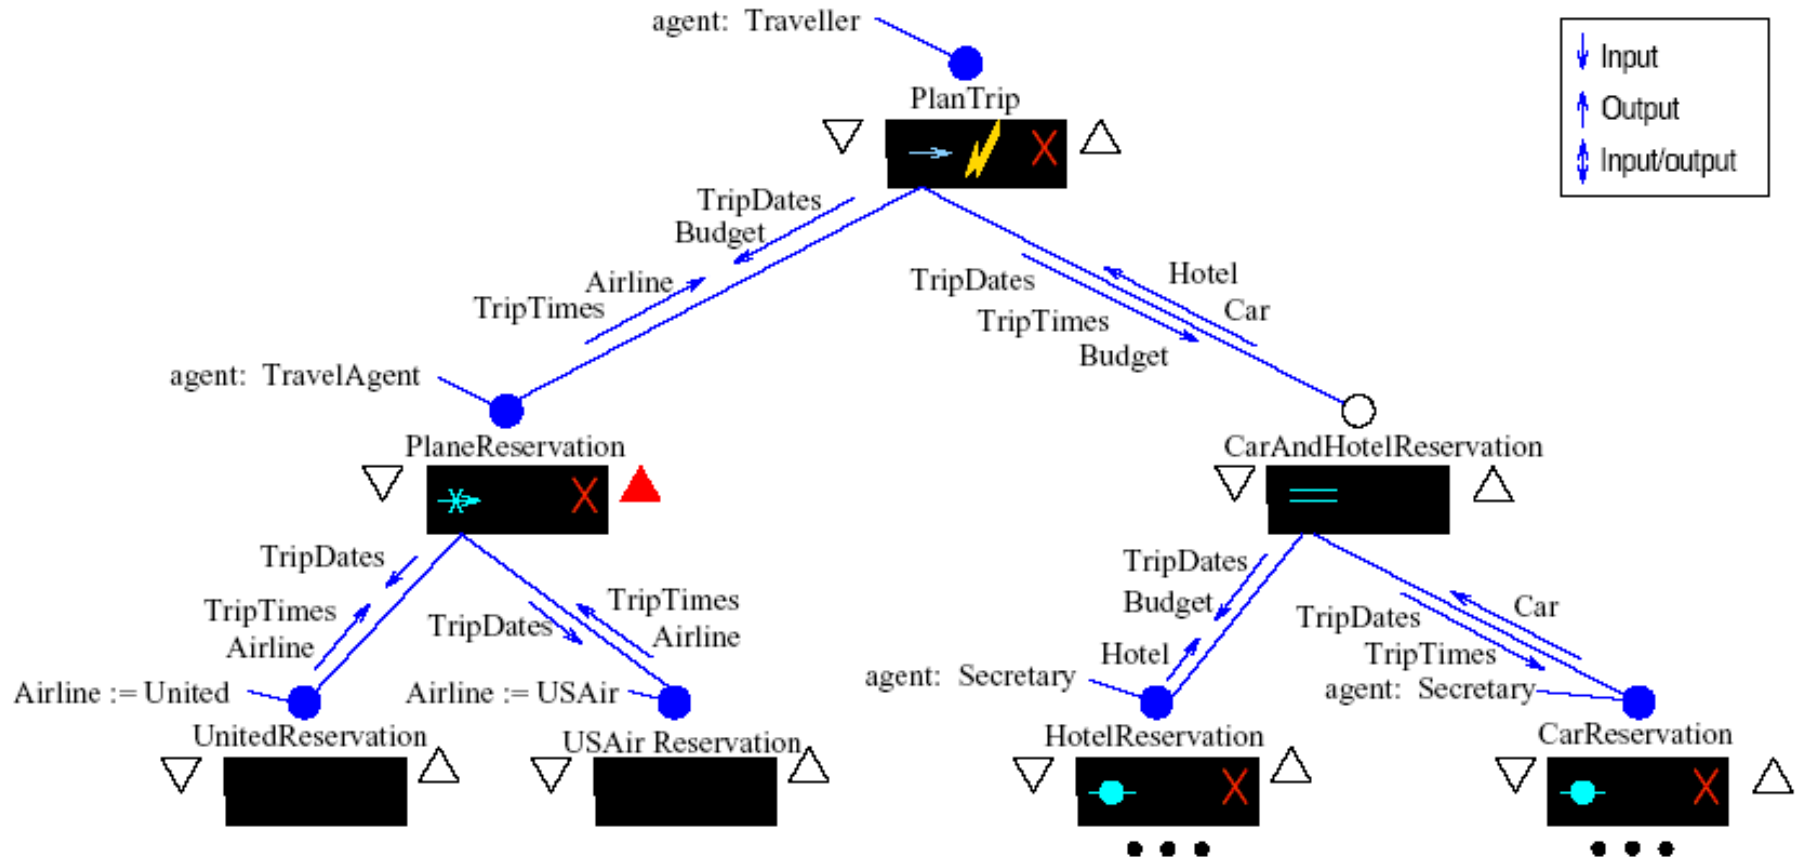 agent: Traveller
Input
PlanTrip
Output
Input/output
TripDates
Budget
Airline
TripTimes
TripDates
TripTimes
Budget
Hotel
Car
agent: TravelAgent
PlaneReservation
CarAndHotelReservation
TripDates
TripTimes
Airline
TripDates
TripTimes
Airline
TripDates
Budget
Hotel
TripDates
TripTimes
Car
Airline := United
Airline := USAir
agent: Secretary
agent: Secretary
UnitedReservation
USAir Reservation
HotelReservation
CarReservation